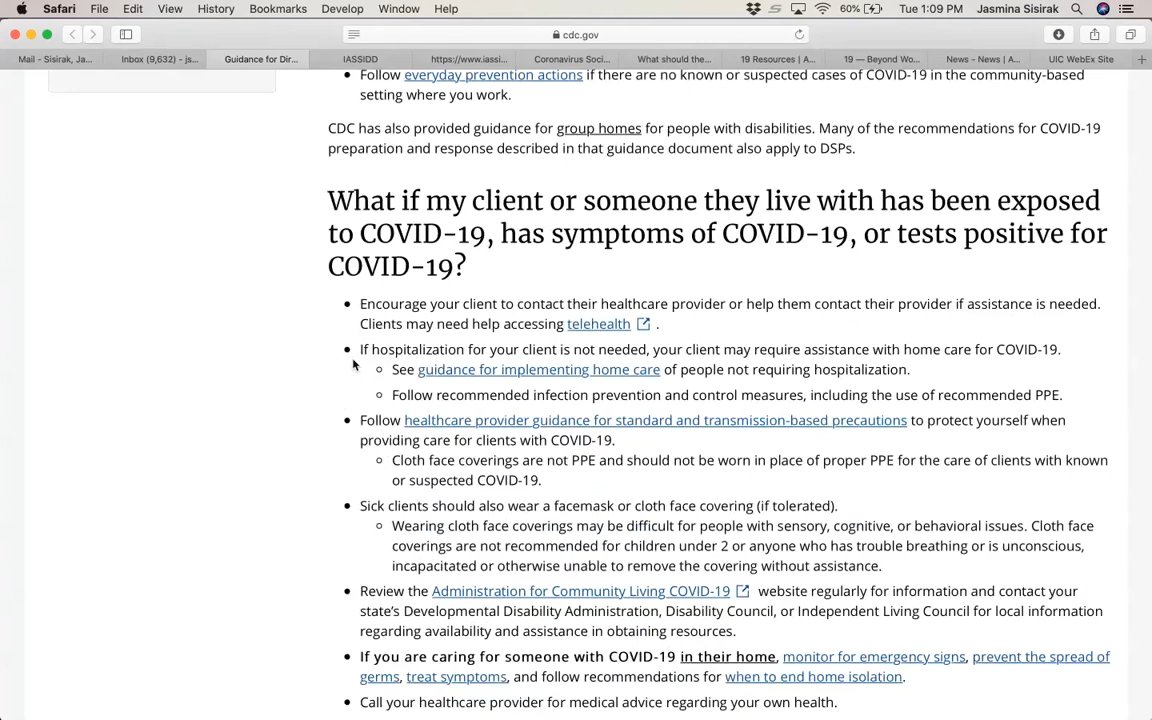 Safari File Edit View History Bookmarks Develop Window Help 60% Tue 1:09 PM Jasmina Sisirak
cdc.gov
Mail - Sisirak, Ja... Inbox (9,632) - js... Guidance for Dir... IASSIDD https://www.iassi... Coronavirus Soci... What should the... 19 Resources | A... 19 — Beyond Wo... News - News | A... UIC WebEx Site
• Follow everyday prevention actions if there are no known or suspected cases of COVID-19 in the community-based
setting where you work.
CDC has also provided guidance for group homes for people with disabilities. Many of the recommendations for COVID-19
preparation and response described in that guidance document also apply to DSPs.
What if my client or someone they live with has been exposed
to COVID-19, has symptoms of COVID-19, or tests positive for
COVID-19?
• Encourage your client to contact their healthcare provider or help them contact their provider if assistance is needed.
Clients may need help accessing telehealth .
• If hospitalization for your client is not needed, your client may require assistance with home care for COVID-19.
◦ See guidance for implementing home care of people not requiring hospitalization.
◦ Follow recommended infection prevention and control measures, including the use of recommended PPE.
• Follow healthcare provider guidance for standard and transmission-based precautions to protect yourself when
providing care for clients with COVID-19.
◦ Cloth face coverings are not PPE and should not be worn in place of proper PPE for the care of clients with known
or suspected COVID-19.
• Sick clients should also wear a facemask or cloth face covering (if tolerated).
◦ Wearing cloth face coverings may be difficult for people with sensory, cognitive, or behavioral issues. Cloth face
coverings are not recommended for children under 2 or anyone who has trouble breathing or is unconscious,
incapacitated or otherwise unable to remove the covering without assistance.
• Review the Administration for Community Living COVID-19 website regularly for information and contact your
state's Developmental Disability Administration, Disability Council, or Independent Living Council for local information
regarding availability and assistance in obtaining resources.
• If you are caring for someone with COVID-19 in their home, monitor for emergency signs, prevent the spread of
germs, treat symptoms, and follow recommendations for when to end home isolation.
• Call your healthcare provider for medical advice regarding your own health.